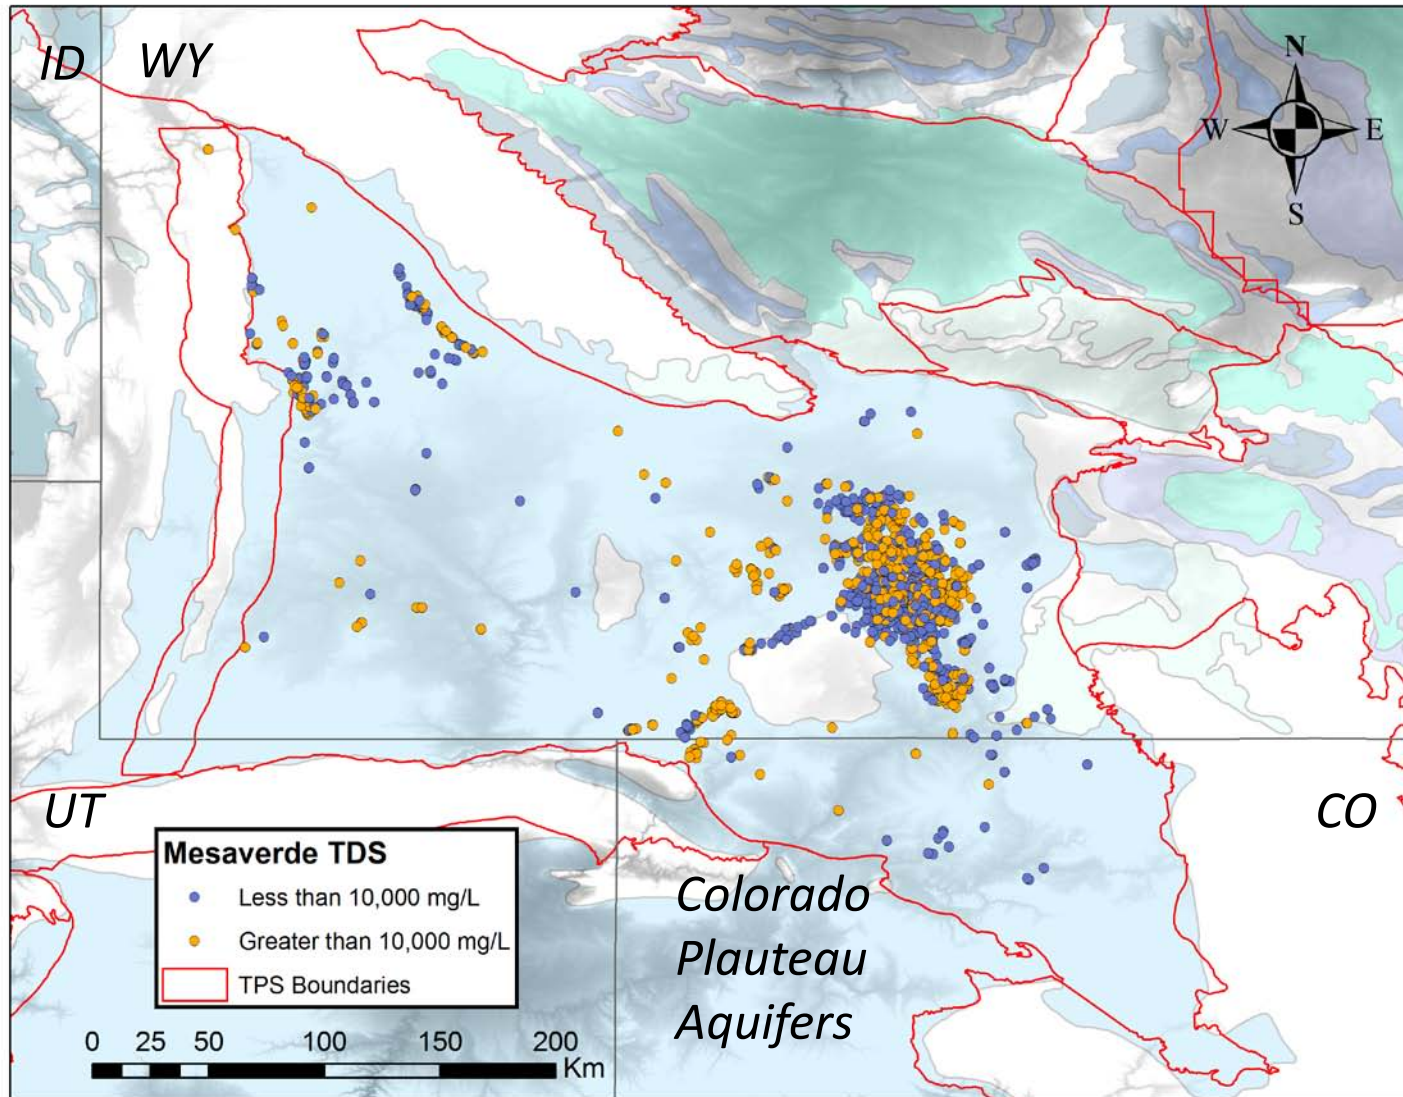 ID
WY
N
W
E
S
UT
CO
Mesaverde TDS
Less than 10,000 mg/L
Greater than 10,000 mg/L
TPS Boundaries
Colorado
Plauteau
Aquifers
0 25 50 100 150 200
Km